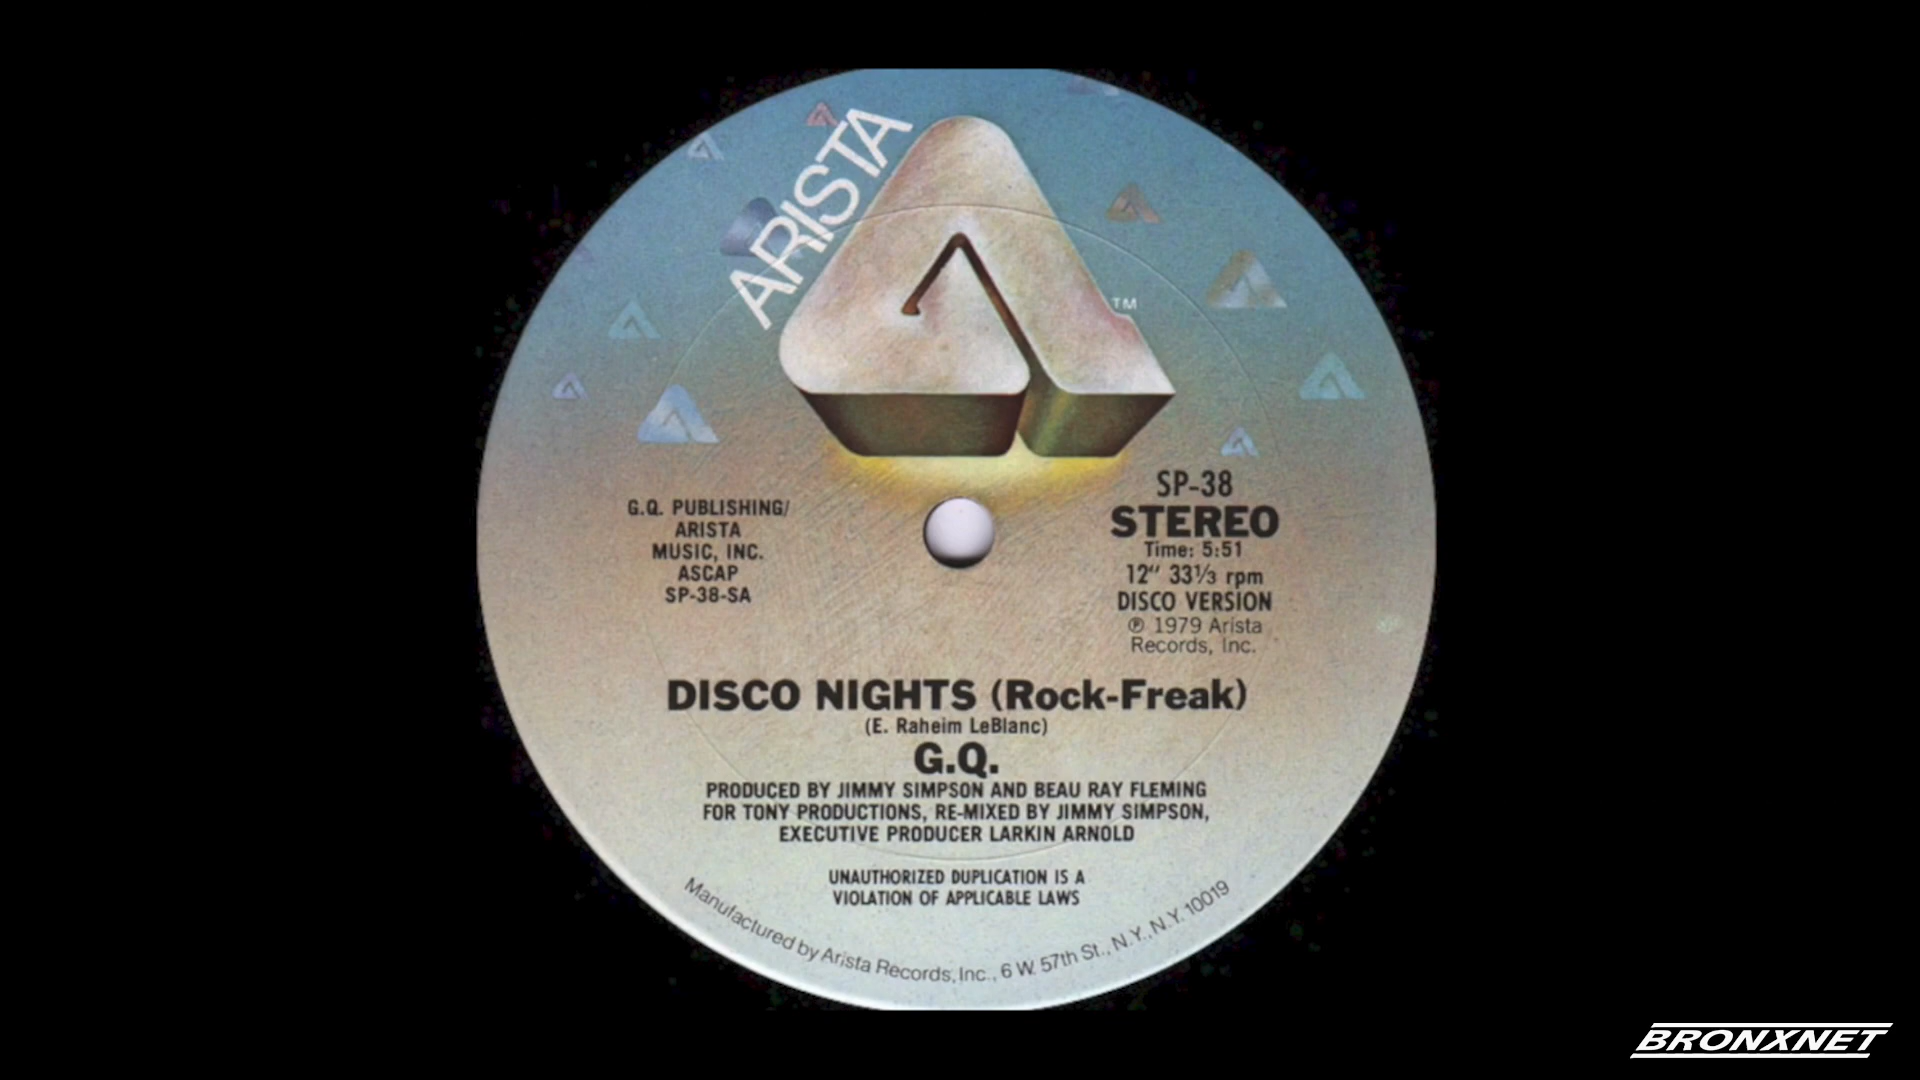 ARISTA
TM
G.Q. PUBLISHING/
ARISTA
MUSIC, INC.
ASCAP
SP-38-SA
SP-38
STEREO
Time: 5:51
12″ 33⅓ rpm
DISCO VERSION
℗ 1979 Arista
Records, Inc.
DISCO NIGHTS (Rock-Freak)
(E. Raheim LeBlanc)
G.Q.
PRODUCED BY JIMMY SIMPSON AND BEAU RAY FLEMING
FOR TONY PRODUCTIONS, RE-MIXED BY JIMMY SIMPSON,
EXECUTIVE PRODUCER LARKIN ARNOLD
UNAUTHORIZED DUPLICATION IS A
VIOLATION OF APPLICABLE LAWS
Manufactured by Arista Records, Inc., 6 W. 57th St., N.Y., N.Y. 10019
BRONXNET